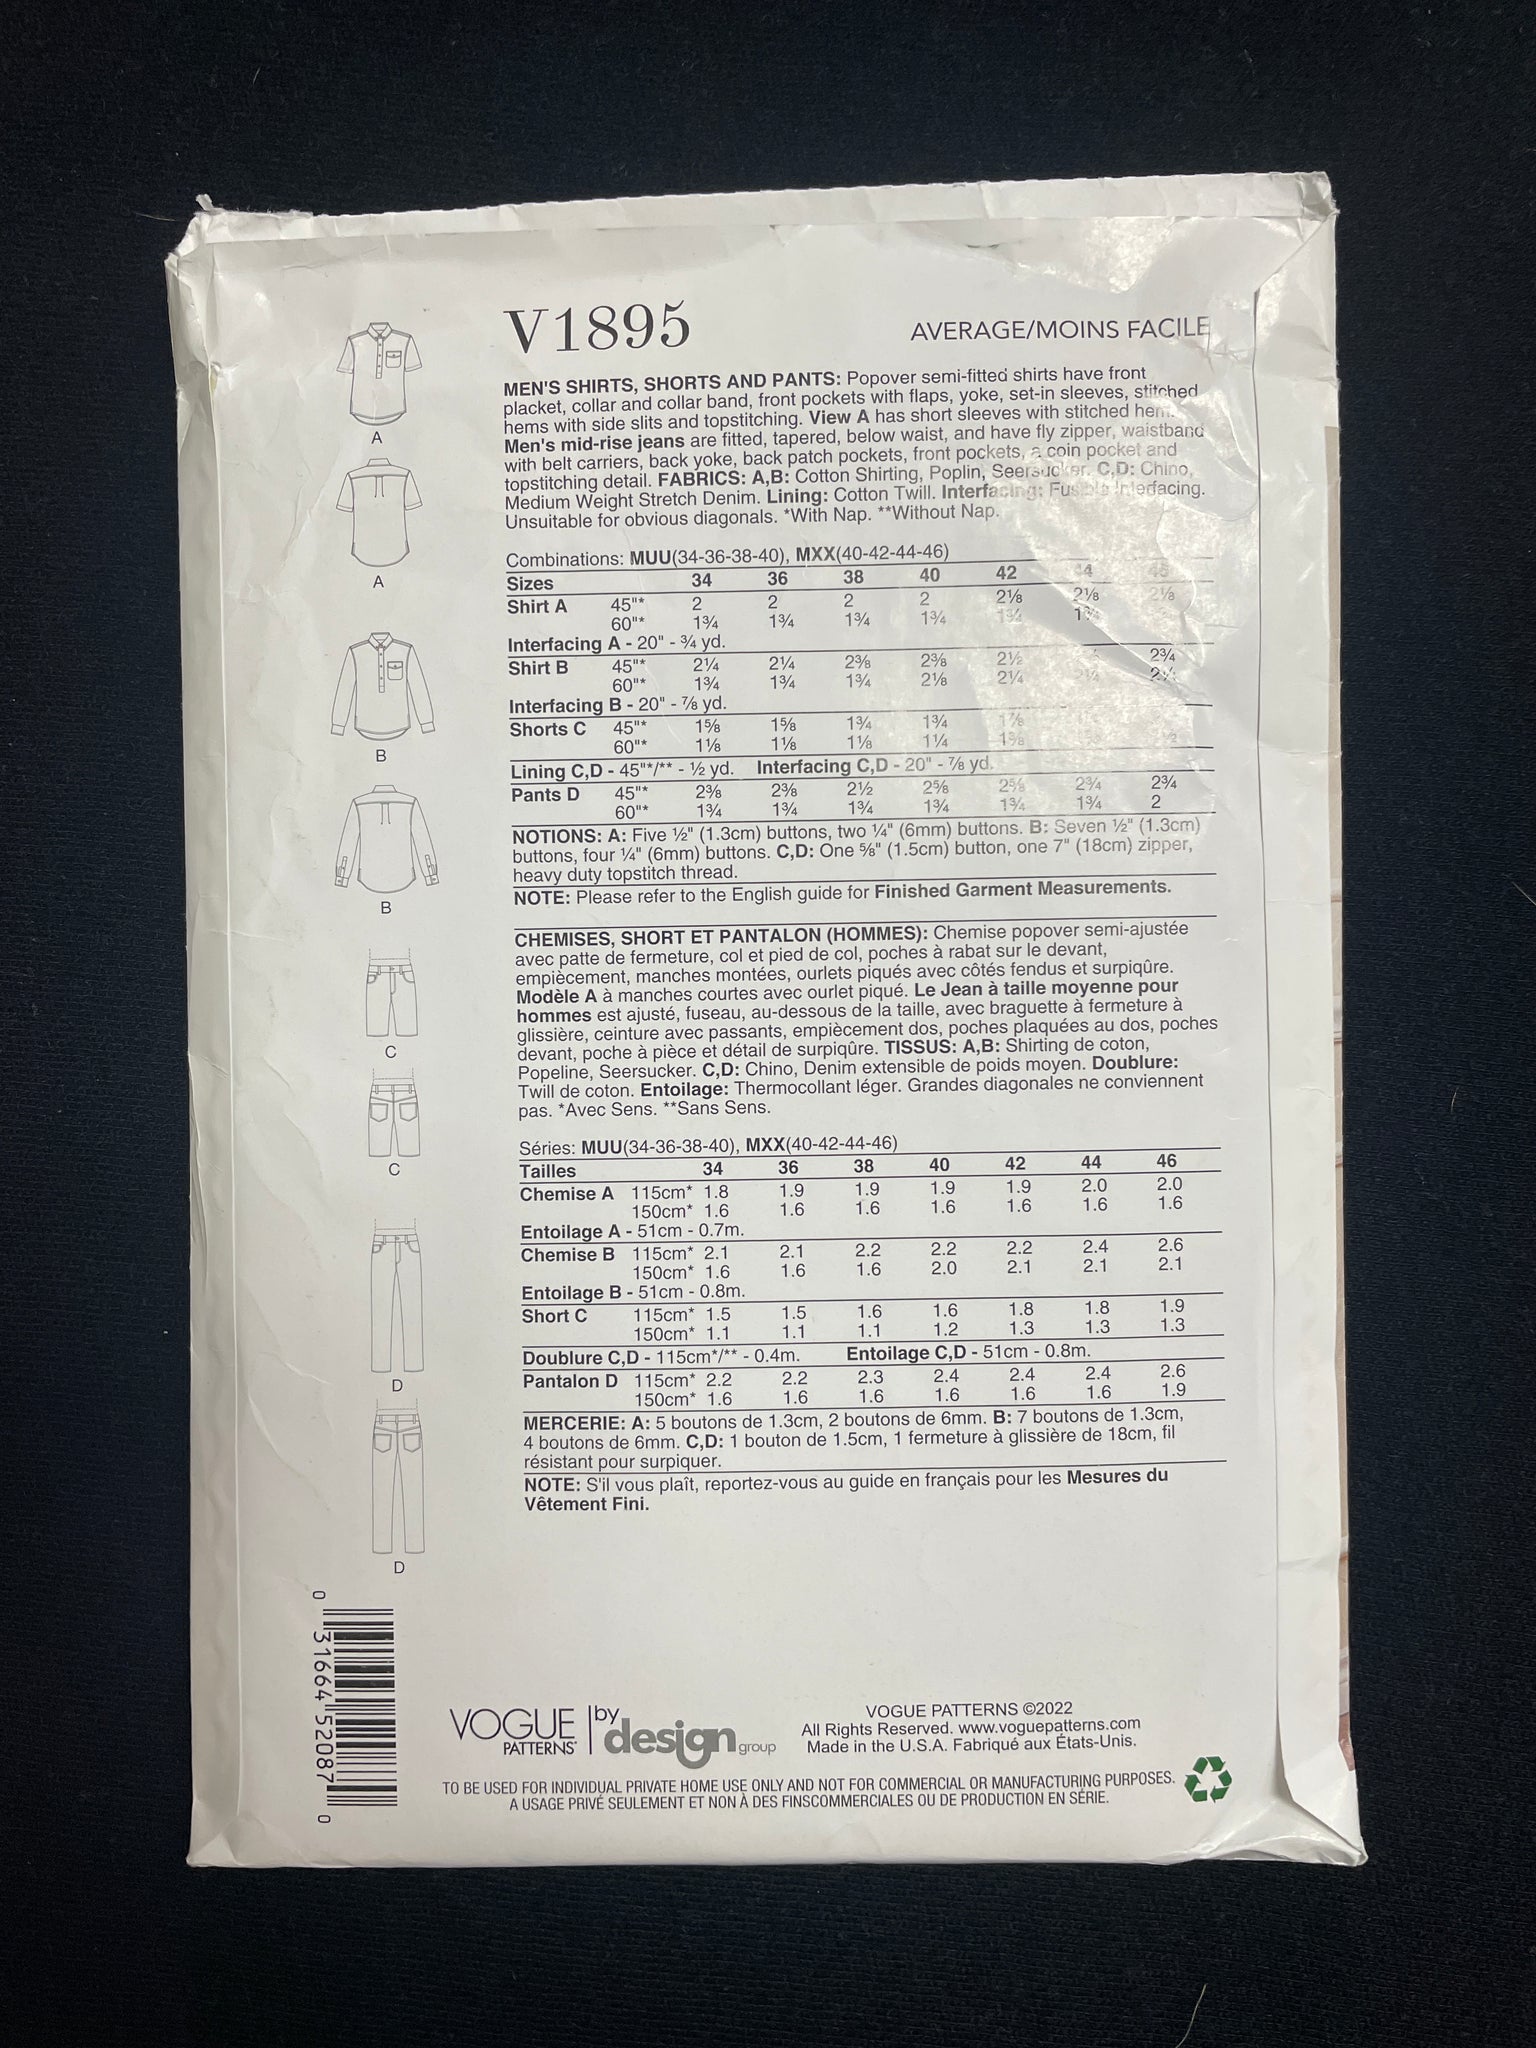 V1895
AVERAGE/MOINS FACILE
MEN'S SHIRTS, SHORTS AND PANTS: Popover semi-fitted shirts have front
placket, collar and collar band, front pockets with flaps, yoke, set-in sleeves, stitched
hems with side slits and topstitching. View A has short sleeves with stitched hem
Men's mid-rise jeans are fitted, tapered, below waist, and have fly zipper, waistband
with belt carriers, back yoke, back patch pockets, front pockets, a coin pocket and
topstitching detail. FABRICS: A,B: Cotton Shirting, Poplin, Seersucker. C,D: Chino,
Medium Weight Stretch Denim. Lining: Cotton Twill. Interfacing: Fusible Interfacing.
Unsuitable for obvious diagonals. *With Nap. **Without Nap.
Combinations: MUU(34-36-38-40), MXX(40-42-44-46)
Sizes 34 36 38 40 42 44 46
Shirt A 45"* 2 2 2 2 2⅛ 2⅛ 2⅛
60"* 1¾ 1¾ 1¾ 1¾ 1¾ 1¾
Interfacing A - 20" - ¾ yd.
Shirt B 45"* 2¼ 2¼ 2⅜ 2⅜ 2½ 2¾
60"* 1¾ 1¾ 1¾ 2⅛ 2¼
Interfacing B - 20" - ⅞ yd.
Shorts C 45"* 1⅝ 1⅝ 1¾ 1¾ 1⅞
60"* 1⅛ 1⅛ 1⅛ 1¼ 1⅜
Lining C,D - 45"*/** - ½ yd. Interfacing C,D - 20" - ⅞ yd.
Pants D 45"* 2⅜ 2⅜ 2½ 2⅝ 2⅝ 2¾ 2¾
60"* 1¾ 1¾ 1¾ 1¾ 1¾ 1¾ 2
NOTIONS: A: Five ½" (1.3cm) buttons, two ¼" (6mm) buttons. B: Seven ½" (1.3cm)
buttons, four ¼" (6mm) buttons. C,D: One ⅝" (1.5cm) button, one 7" (18cm) zipper,
heavy duty topstitch thread.
NOTE: Please refer to the English guide for Finished Garment Measurements.
CHEMISES, SHORT ET PANTALON (HOMMES): Chemise popover semi-ajustée
avec patte de fermeture, col et pied de col, poches à rabat sur le devant,
empiècement, manches montées, ourlets piqués avec côtés fendus et surpiqûre.
Modèle A à manches courtes avec ourlet piqué. Le Jean à taille moyenne pour
hommes est ajusté, fuseau, au-dessous de la taille, avec braguette à fermeture à
glissière, ceinture avec passants, empiècement dos, poches plaquées au dos, poches
devant, poche à pièce et détail de surpiqûre. TISSUS: A,B: Shirting de coton,
Popeline, Seersucker. C,D: Chino, Denim extensible de poids moyen. Doublure:
Twill de coton. Entoilage: Thermocollant léger. Grandes diagonales ne conviennent
pas. *Avec Sens. **Sans Sens.
Séries: MUU(34-36-38-40), MXX(40-42-44-46)
Tailles 34 36 38 40 42 44 46
Chemise A 115cm* 1.8 1.9 1.9 1.9 1.9 2.0 2.0
150cm* 1.6 1.6 1.6 1.6 1.6 1.6 1.6
Entoilage A - 51cm - 0.7m.
Chemise B 115cm* 2.1 2.1 2.2 2.2 2.2 2.4 2.6
150cm* 1.6 1.6 1.6 2.0 2.1 2.1 2.1
Entoilage B - 51cm - 0.8m.
Short C 115cm* 1.5 1.5 1.6 1.6 1.8 1.8 1.9
150cm* 1.1 1.1 1.1 1.2 1.3 1.3 1.3
Doublure C,D - 115cm*/** - 0.4m. Entoilage C,D - 51cm - 0.8m.
Pantalon D 115cm* 2.2 2.2 2.3 2.4 2.4 2.4 2.6
150cm* 1.6 1.6 1.6 1.6 1.6 1.6 1.9
MERCERIE: A: 5 boutons de 1.3cm, 2 boutons de 6mm. B: 7 boutons de 1.3cm,
4 boutons de 6mm. C,D: 1 bouton de 1.5cm, 1 fermeture à glissière de 18cm, fil
résistant pour surpiquer.
NOTE: S'il vous plaît, reportez-vous au guide en français pour les Mesures du
Vêtement Fini.
A
A
B
B
C
C
D
D
0 31664 52087 0
VOGUE PATTERNS by design group
VOGUE PATTERNS ©2022
All Rights Reserved. www.voguepatterns.com
Made in the U.S.A. Fabriqué aux États-Unis.
TO BE USED FOR INDIVIDUAL PRIVATE HOME USE ONLY AND NOT FOR COMMERCIAL OR MANUFACTURING PURPOSES.
A USAGE PRIVÉ SEULEMENT ET NON À DES FINSCOMMERCIALES OU DE PRODUCTION EN SÉRIE.